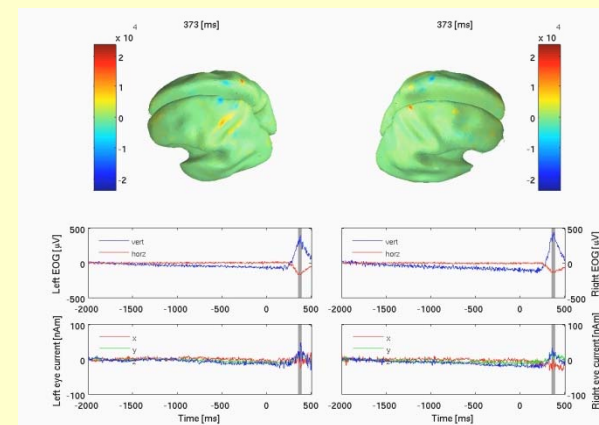 373 [ms]
373 [ms]
x 10 4
2
1
0
-1
-2
x 10 4
2
1
0
-1
-2
Left EOG [μV]
500
0
-500
vert
horz
-2000 -1500 -1000 -500 0 500
500
0
-500
vert
horz
-2000 -1500 -1000 -500 0 500
Right EOG [μV]
Left eye current[nAm]
100
0
-100
x
y
-2000 -1500 -1000 -500 0 500
Time [ms]
100
0
-100
x
y
-2000 -1500 -1000 -500 0 500
Time [ms]
Right eye current [nAm]